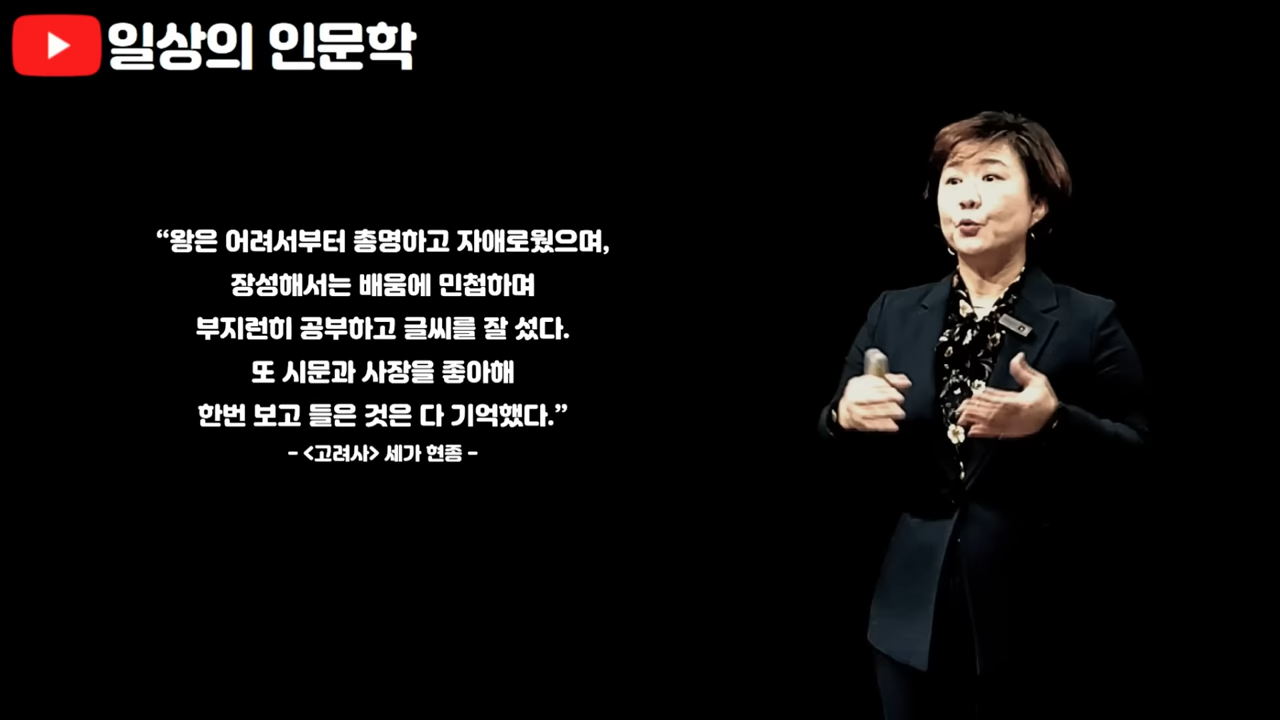 일상의 인문학
“왕은 어려서부터 총명하고 자애로웠으며,
장성해서는 배움에 민첩하며
부지런히 공부하고 글씨를 잘 썼다.
또 시문과 사장을 좋아해
한번 보고 들은 것은 다 기억했다.”
- <고려사> 세가 현종 -